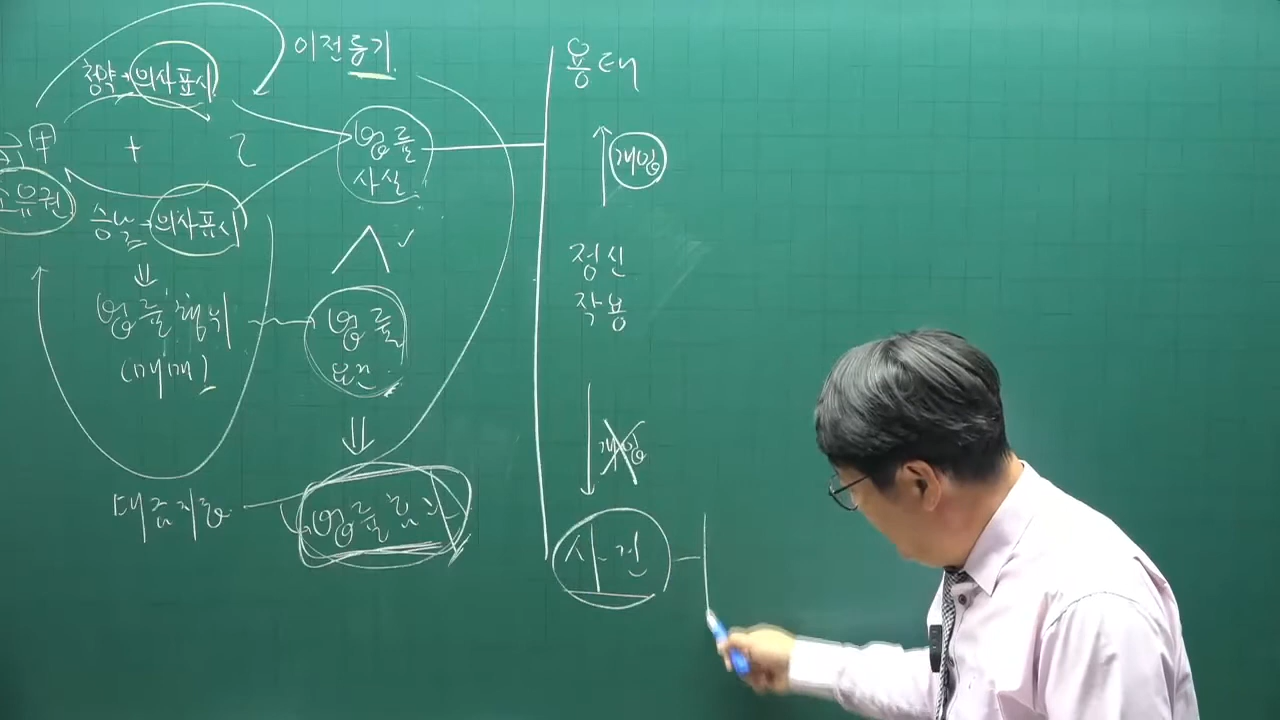 이전등기
청약→의사표시
甲 + 乙
소유권
승낙→의사표시
⇓
법률행위
(매매)
대금지급
법률
사실
법률
요건
⇓
법률효과
용태
개입
정신
작용
개입
사건